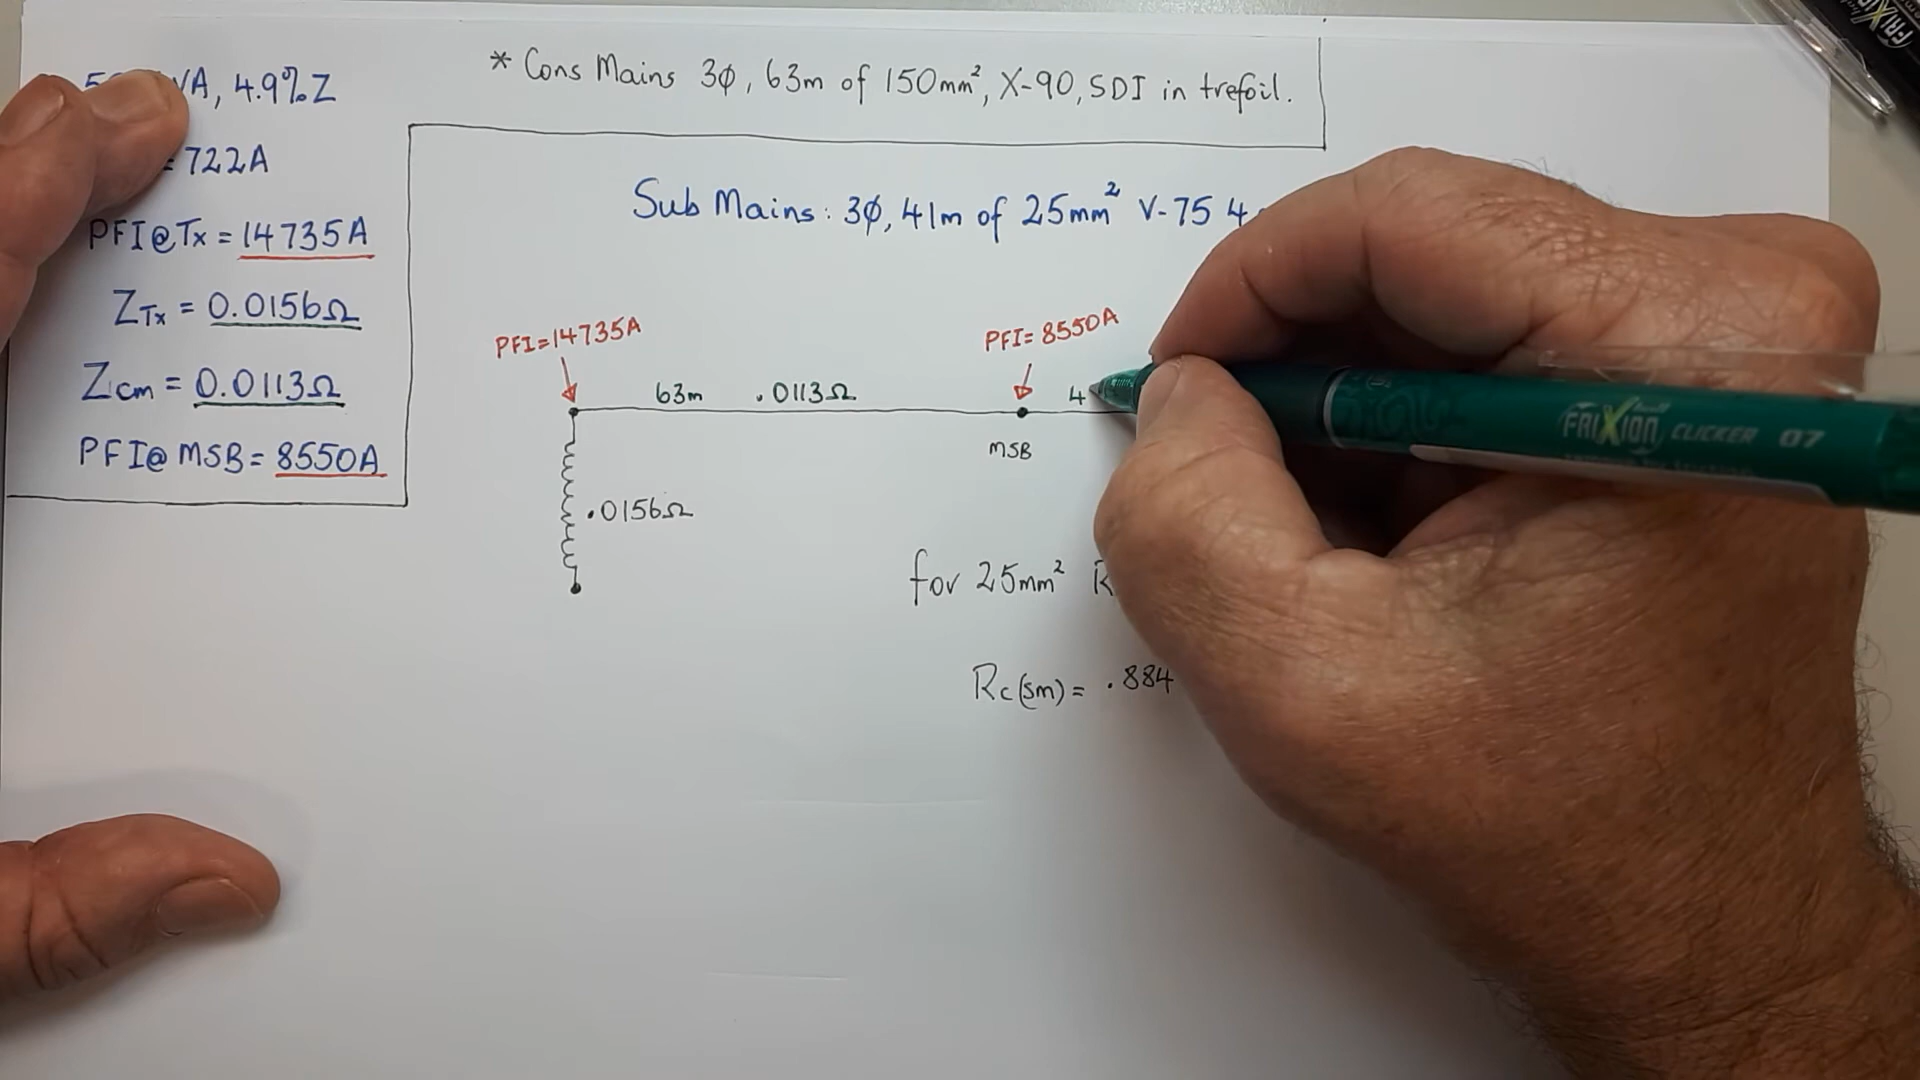 VA, 4.9%Z
= 722A
PFI@Tx = 14735A
ZTx = 0.0156Ω
Zcm = 0.0113Ω
PFI@ MSB = 8550A
* Cons Mains 3φ, 63m of 150mm², X-90, SDI in trefoil.
Sub Mains: 3φ, 41m of 25mm² V-75 4
PFI=14735A
PFI= 8550A
63m .0113Ω
4
MSB
.0156Ω
for 25mm² R
Rc(sm) = .884
FRIXION CLICKER 07
FRIXION